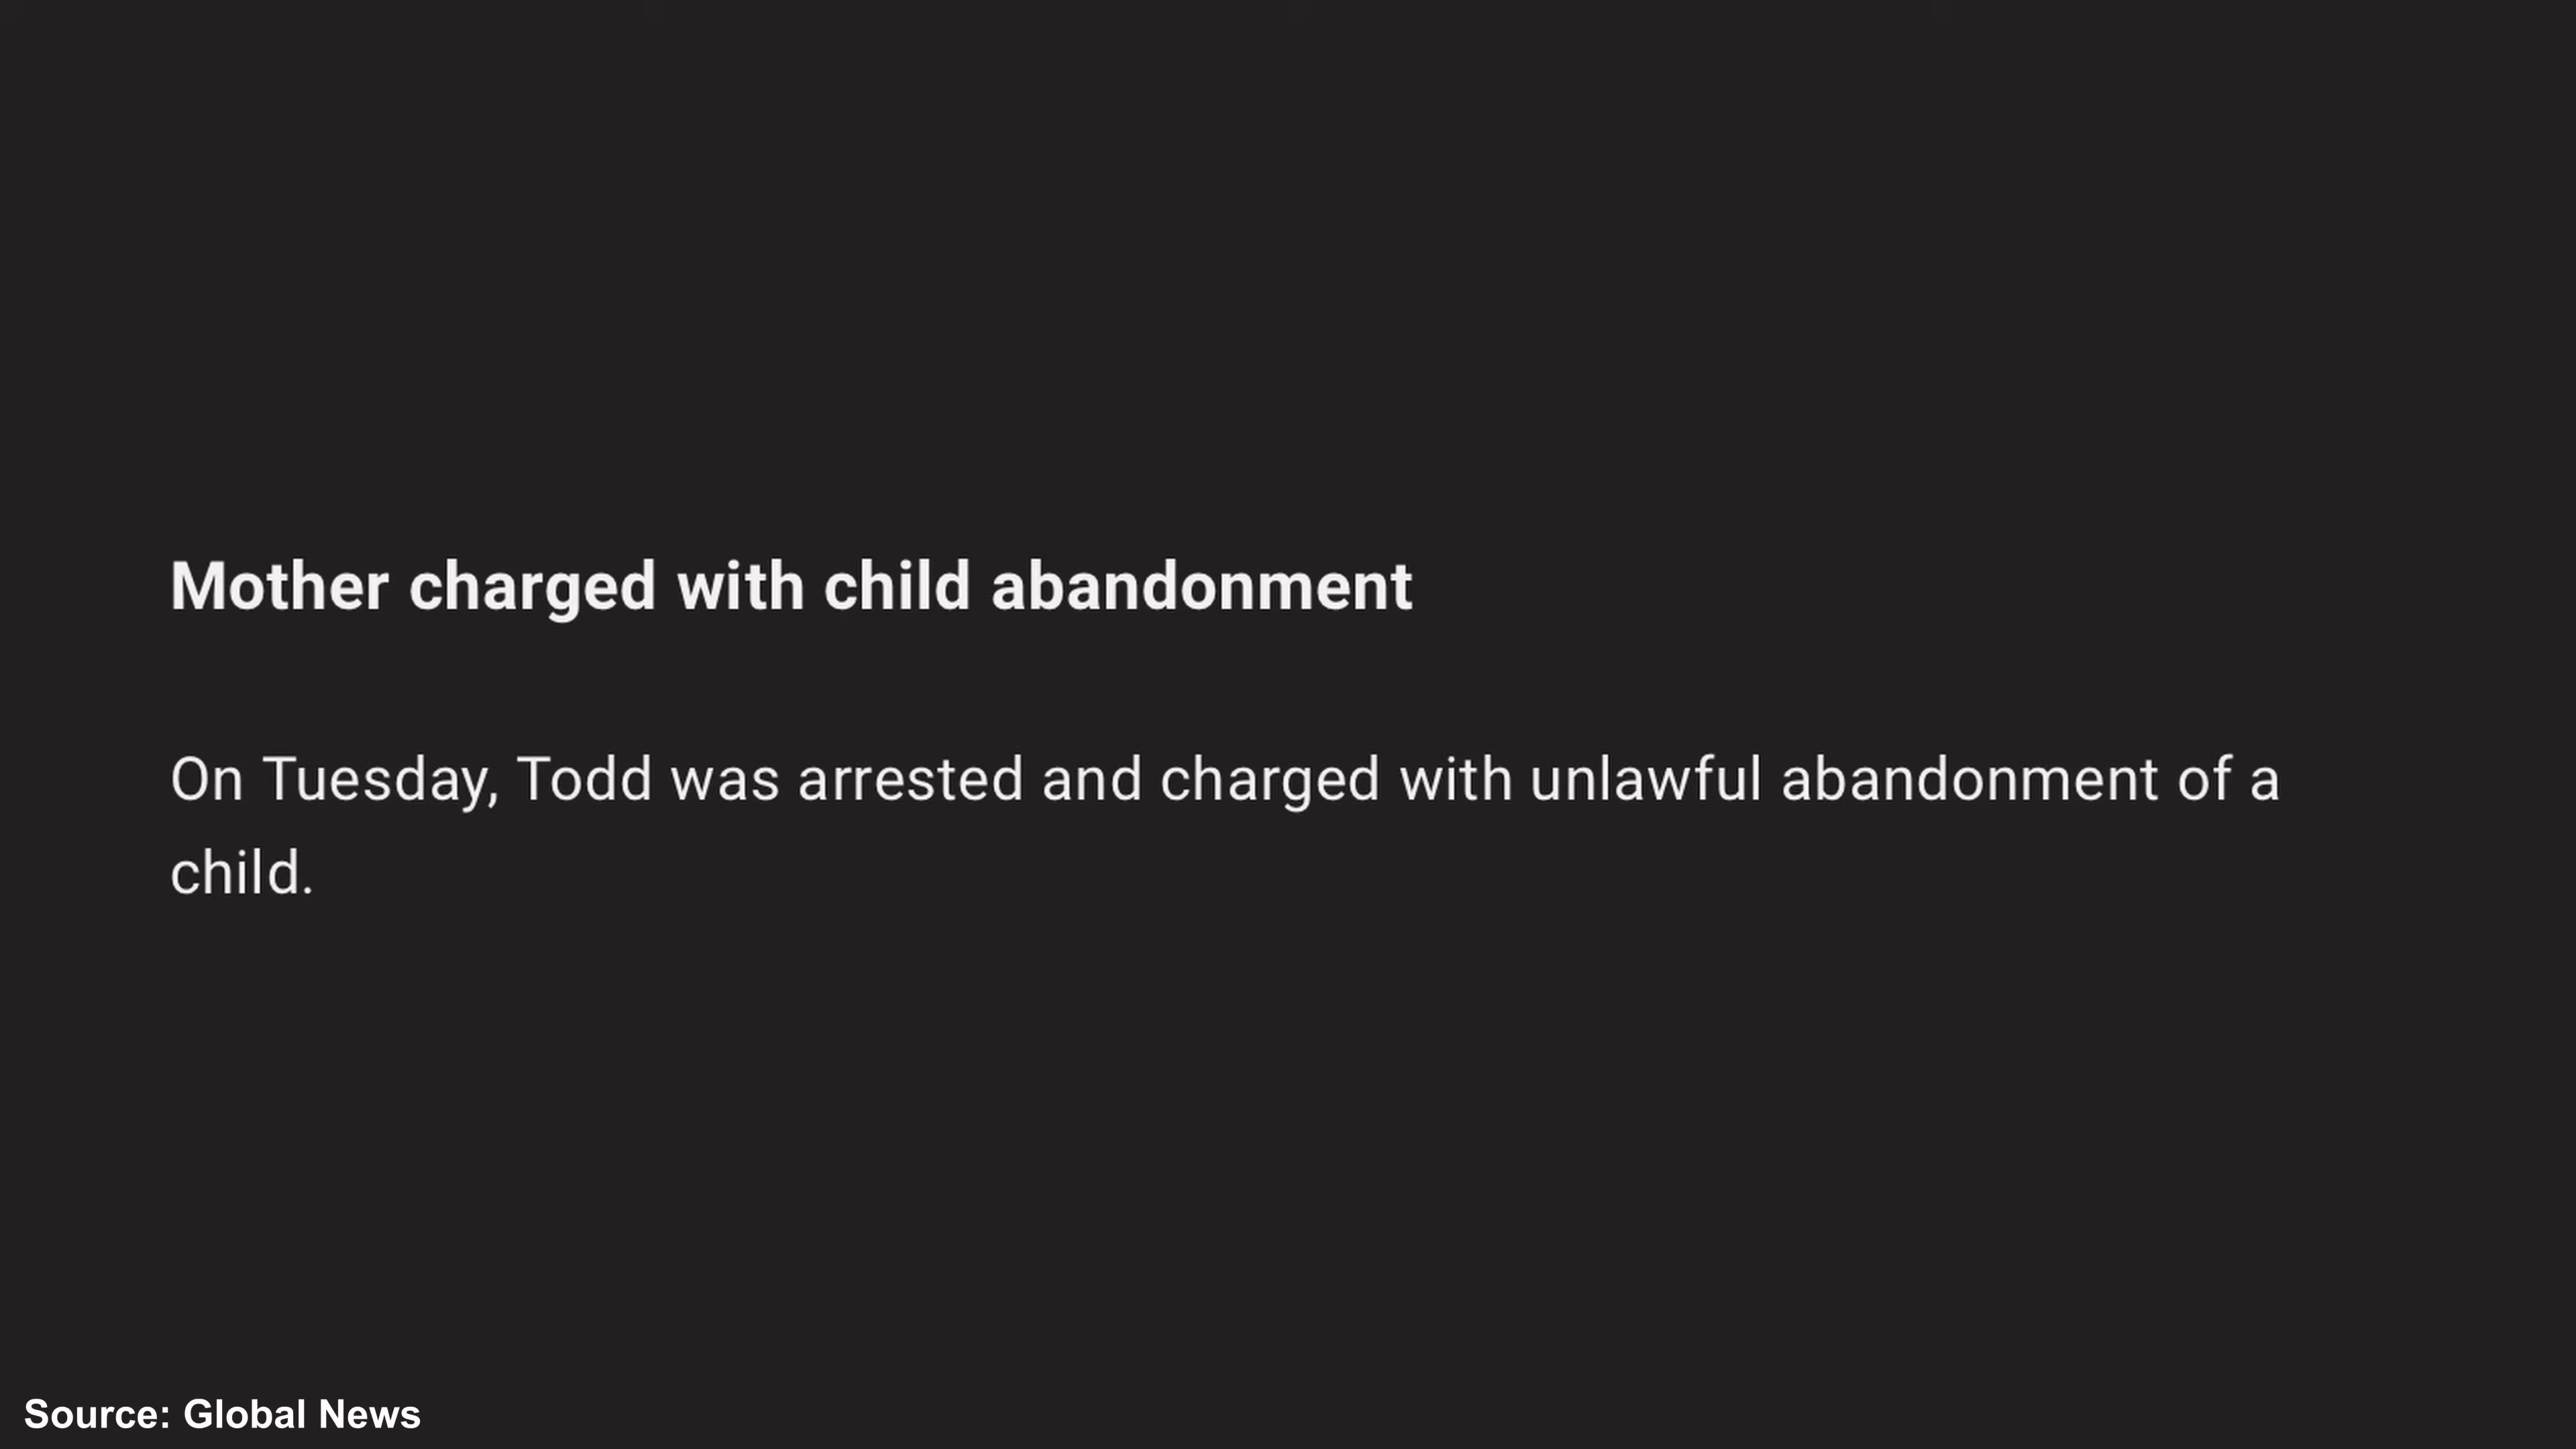 Mother charged with child abandonment
On Tuesday, Todd was arrested and charged with unlawful abandonment of a
child.
Source: Global News